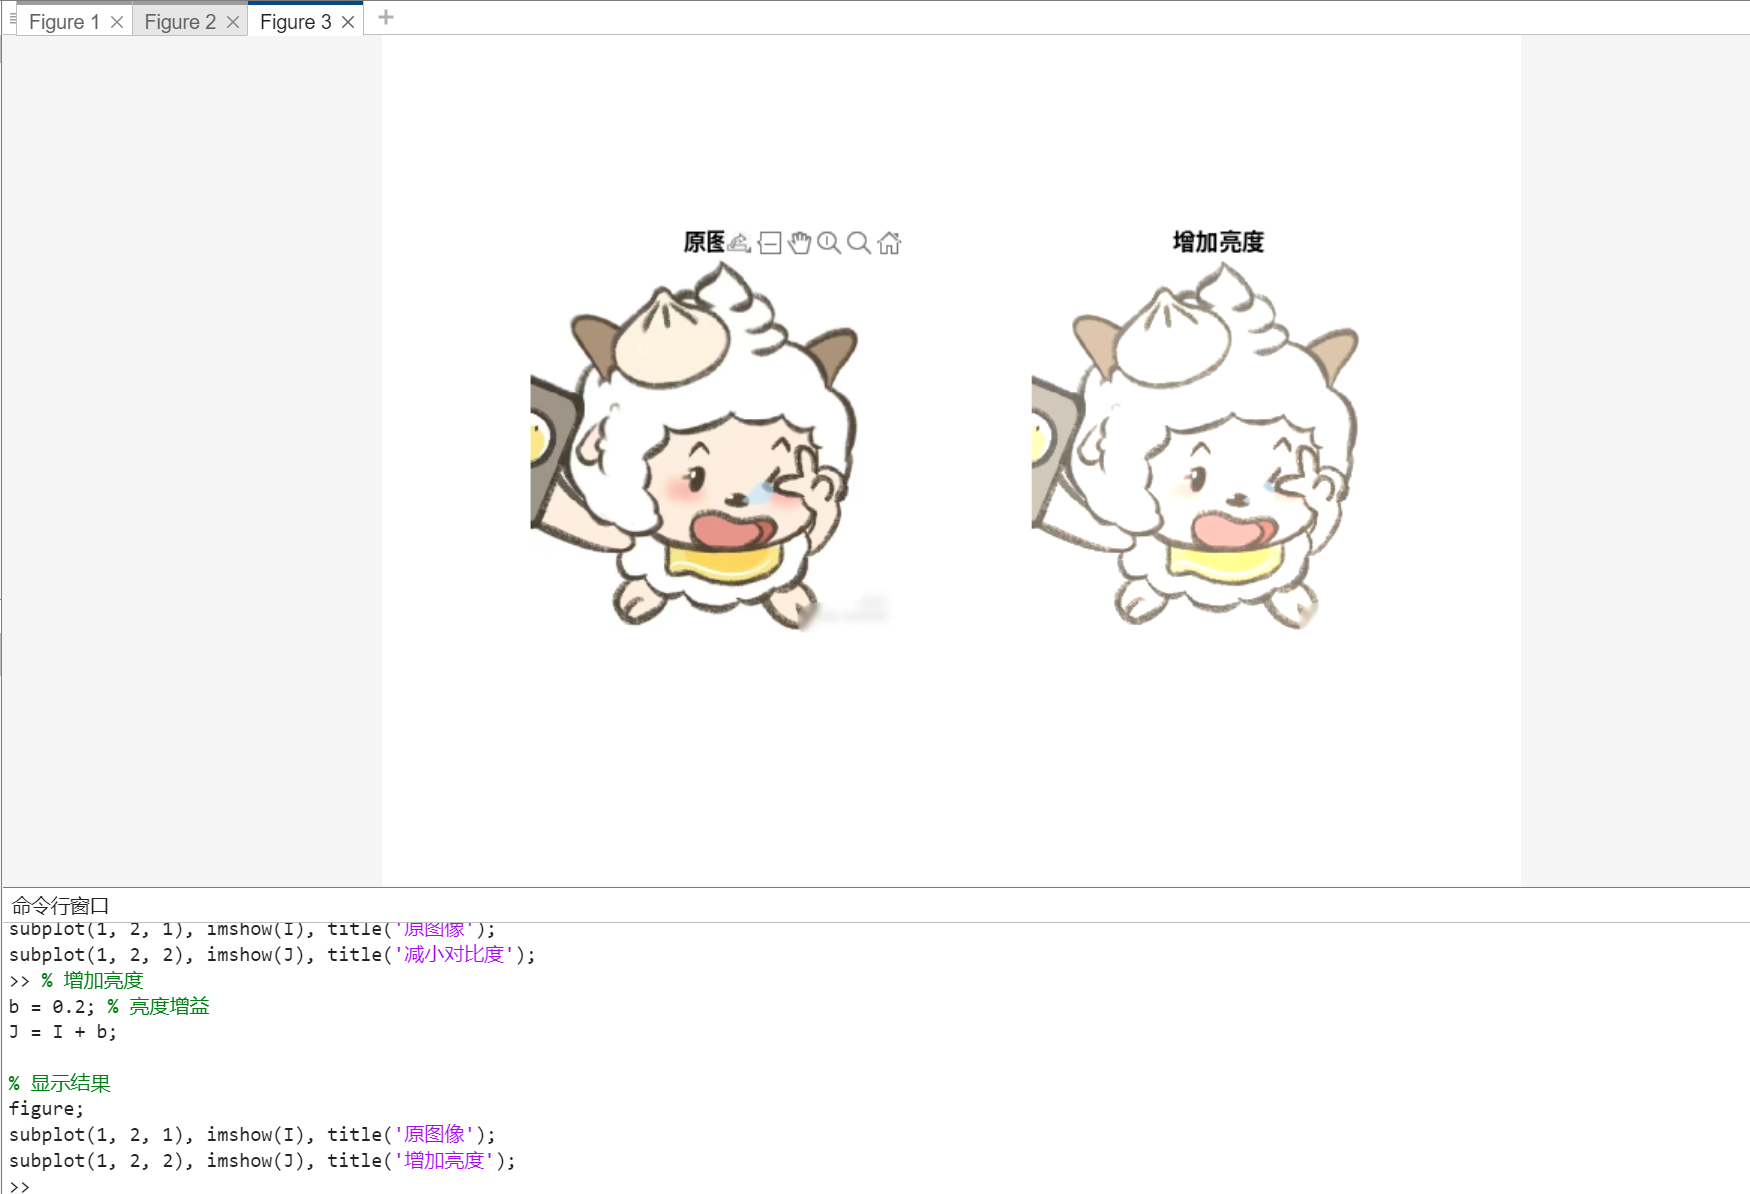 Figure 1 Figure 2 Figure 3
原图
增加亮度
命令行窗口
subplot(1, 2, 1), imshow(I), title('原图像');
subplot(1, 2, 2), imshow(J), title('减小对比度');
>> % 增加亮度
b = 0.2; % 亮度增益
J = I + b;
% 显示结果
figure;
subplot(1, 2, 1), imshow(I), title('原图像');
subplot(1, 2, 2), imshow(J), title('增加亮度');
>>